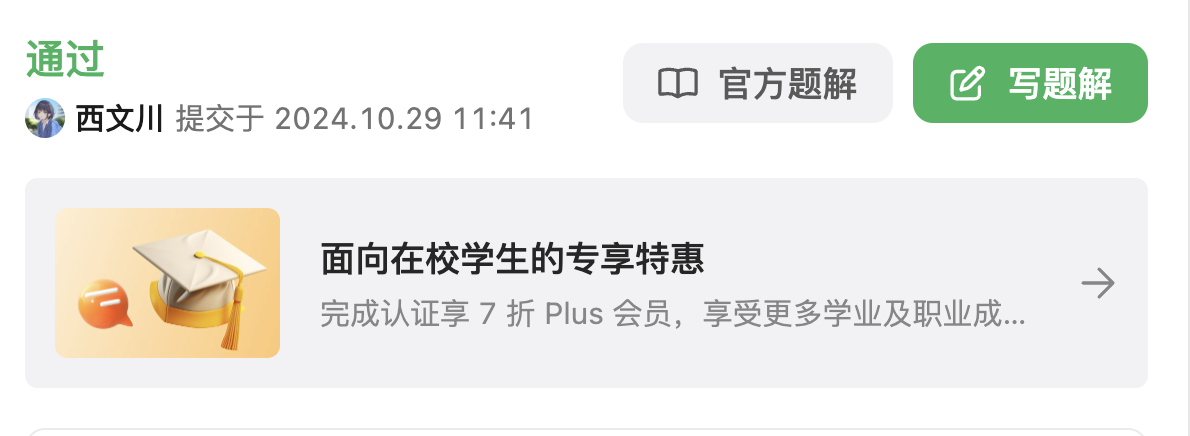 通过
西文川 提交于 2024.10.29 11:41
官方题解
写题解
面向在校学生的专享特惠
完成认证享 7 折 Plus 会员，享受更多学业及职业成...